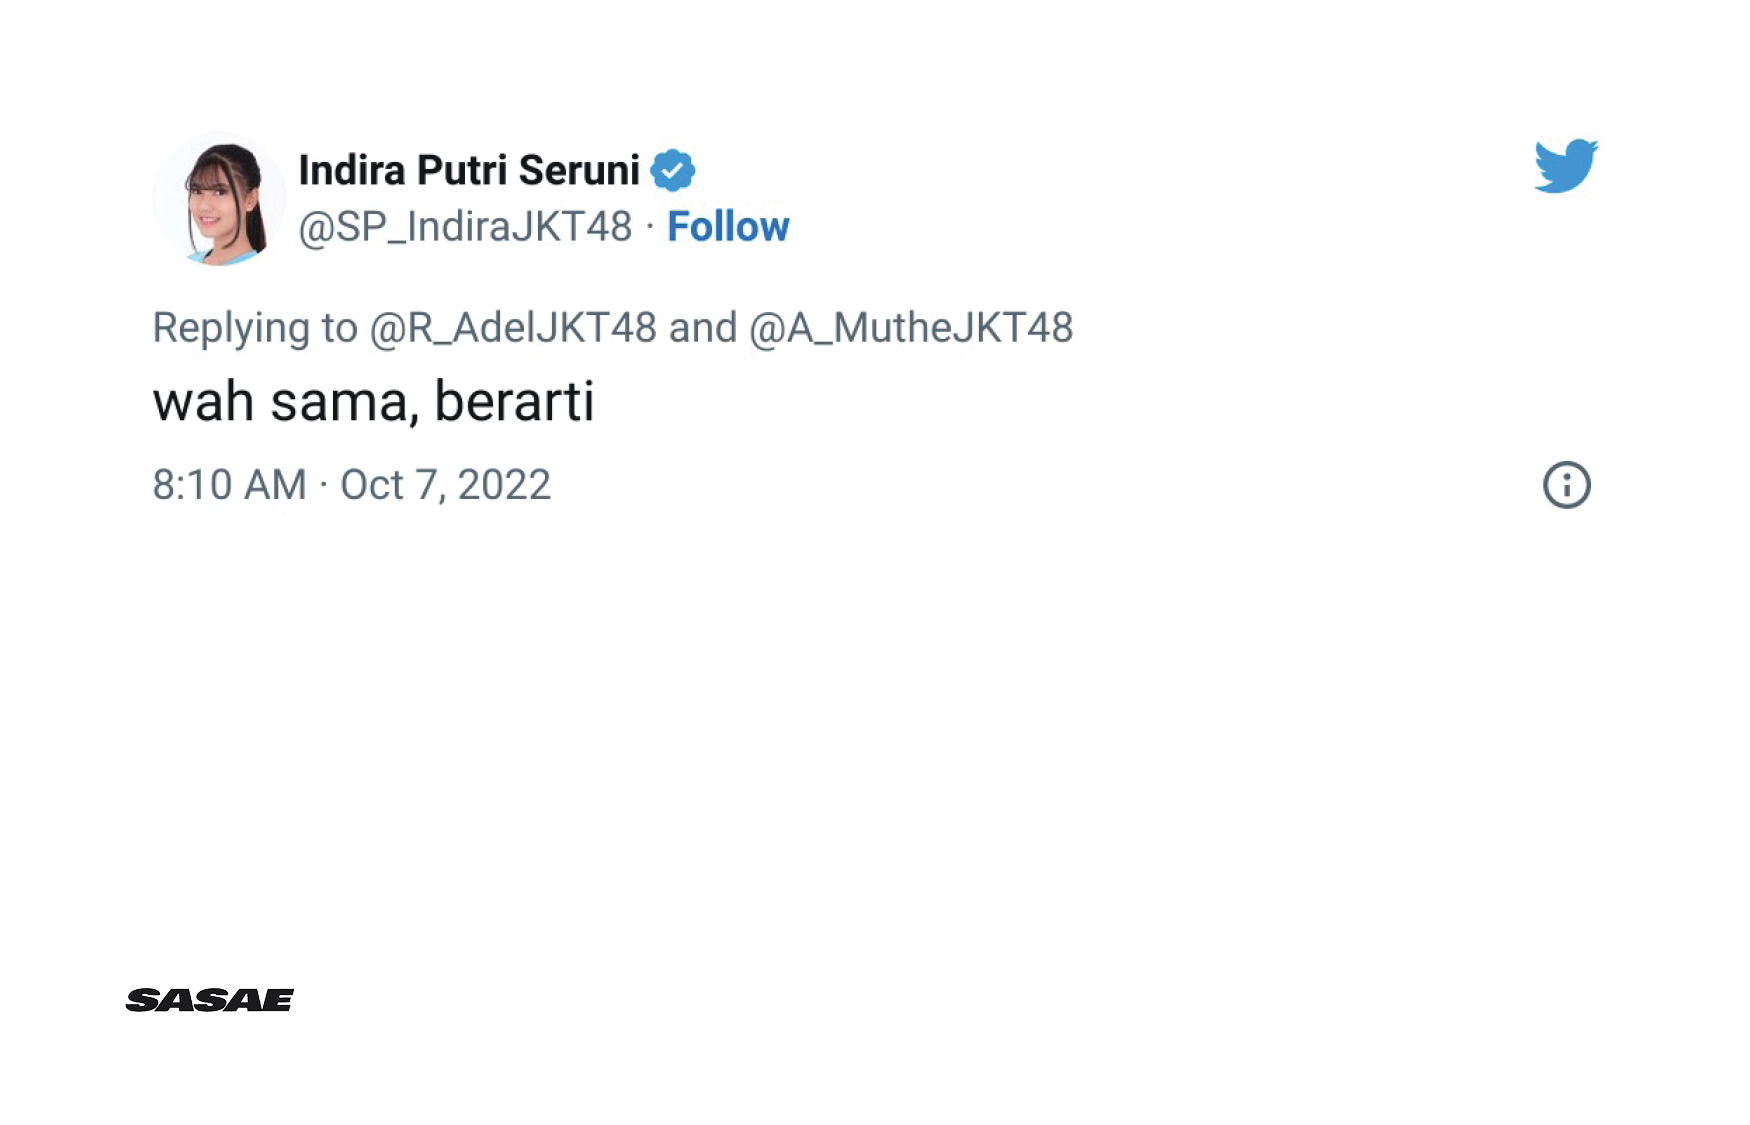 Indira Putri Seruni
@SP_IndiraJKT48 · Follow
Replying to @R_AdelJKT48 and @A_MutheJKT48
wah sama, berarti
8:10 AM · Oct 7, 2022
SASAE